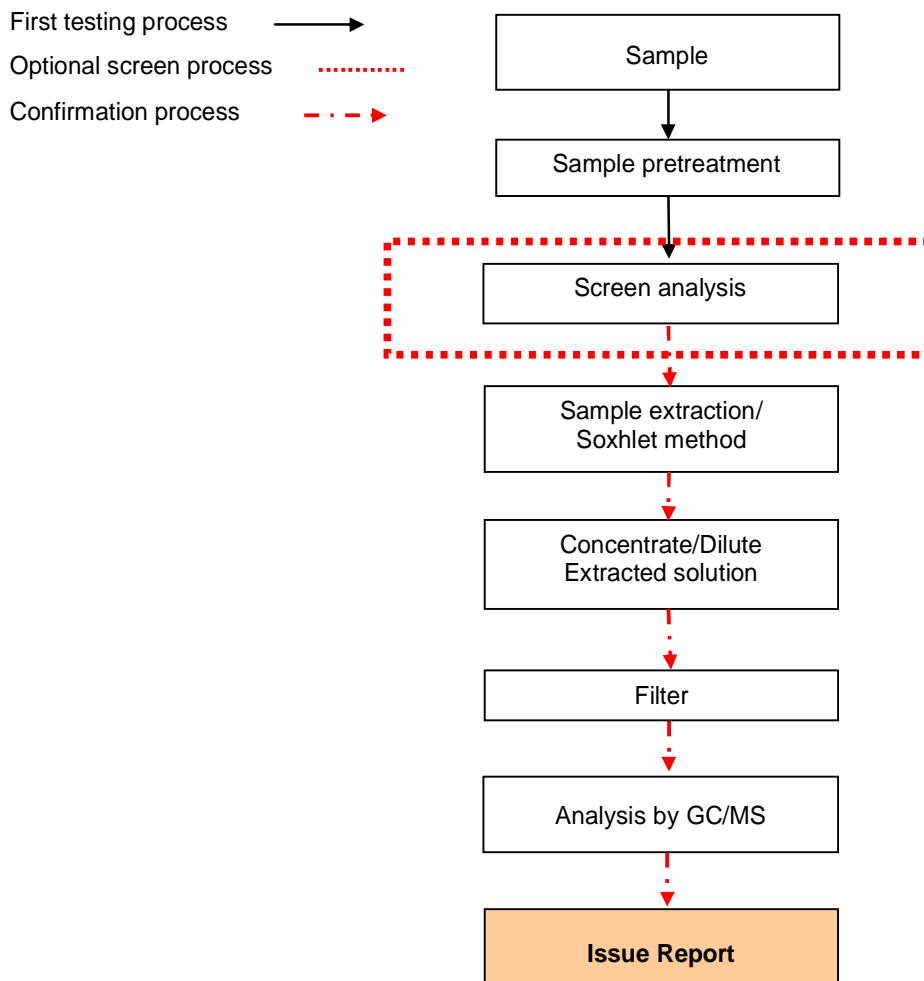 First testing process
Optional screen process
Confirmation process
Sample
Sample pretreatment
Screen analysis
Sample extraction/
Soxhlet method
Concentrate/Dilute
Extracted solution
Filter
Analysis by GC/MS
Issue Report